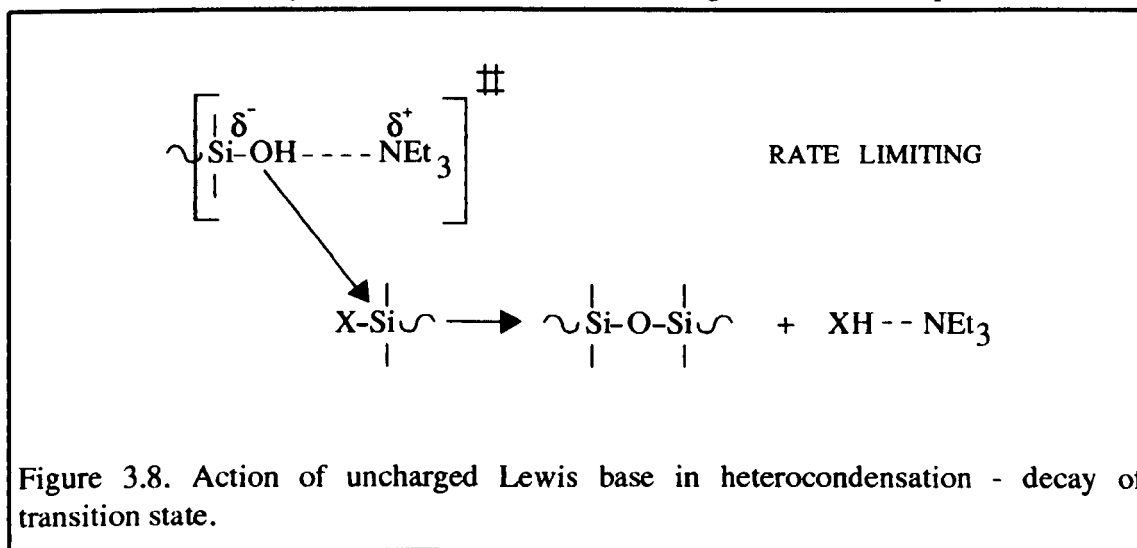 δ⁻ δ⁺ ‡
Si-OH----NEt₃ RATE LIMITING
X-Si → Si-O-Si + XH--NEt₃
Figure 3.8. Action of uncharged Lewis base in heterocondensation - decay of
transition state.